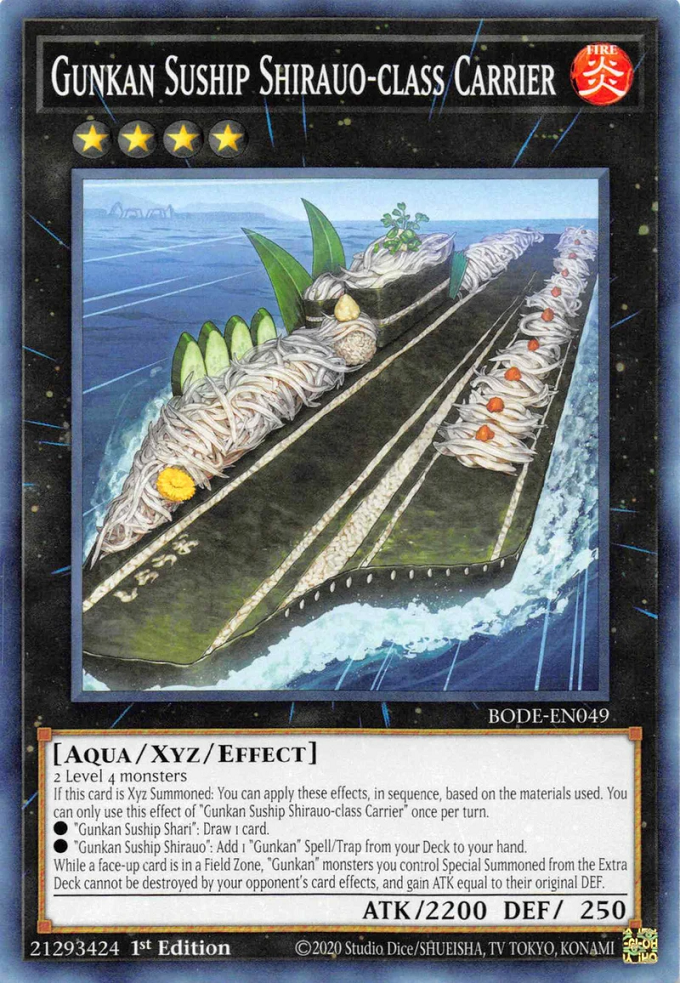 GUNKAN SUSHIP SHIRAUO-CLASS CARRIER
FIRE
炎
しらうお
BODE-EN049
[AQUA/XYZ/EFFECT]
2 Level 4 monsters
If this card is Xyz Summoned: You can apply these effects, in sequence, based on the materials used. You
can only use this effect of "Gunkan Suship Shirauo-class Carrier" once per turn.
● "Gunkan Suship Shari": Draw 1 card.
● "Gunkan Suship Shirauo": Add 1 "Gunkan" Spell/Trap from your Deck to your hand.
While a face-up card is in a Field Zone, "Gunkan" monsters you control Special Summoned from the Extra
Deck cannot be destroyed by your opponent's card effects, and gain ATK equal to their original DEF.
ATK/2200 DEF/ 250
21293424 1st Edition ©2020 Studio Dice/SHUEISHA, TV TOKYO, KONAMI